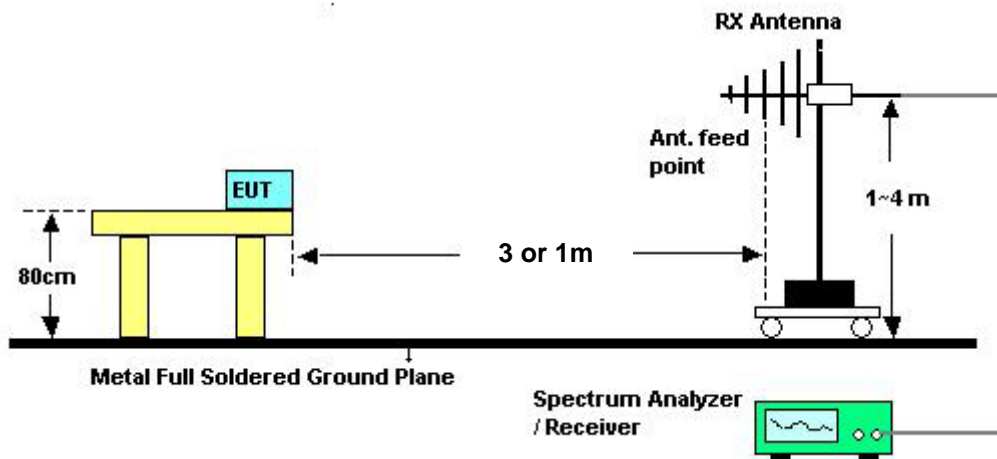 RX Antenna
Ant. feed
point
EUT
1~4 m
3 or 1m
80cm
Metal Full Soldered Ground Plane
Spectrum Analyzer
/ Receiver